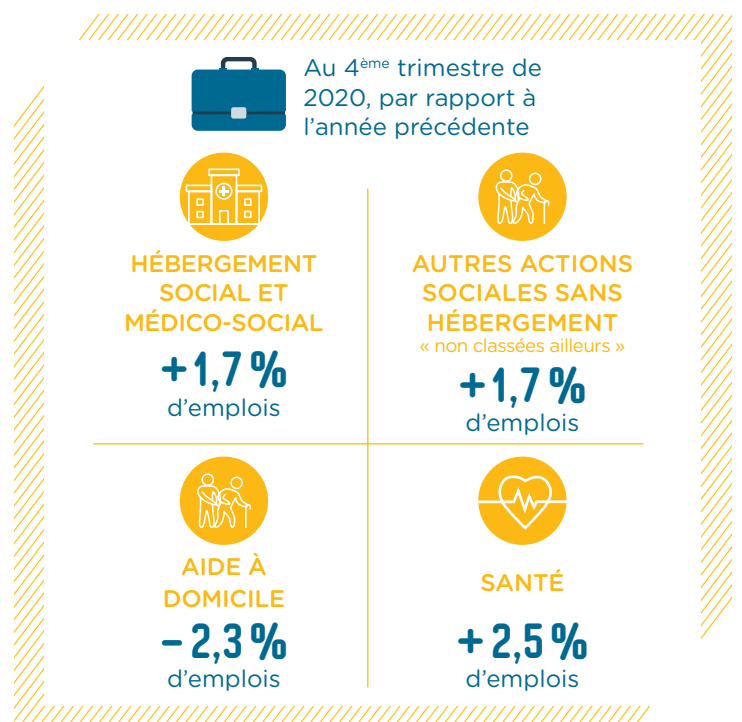 Au 4ème trimestre de
2020, par rapport à
l’année précédente
HÉBERGEMENT
SOCIAL ET
MÉDICO-SOCIAL
+1,7 %
d’emplois
AUTRES ACTIONS
SOCIALES SANS
HÉBERGEMENT
« non classées ailleurs »
+1,7 %
d’emplois
AIDE À
DOMICILE
– 2,3 %
d’emplois
SANTÉ
+ 2,5 %
d’emplois